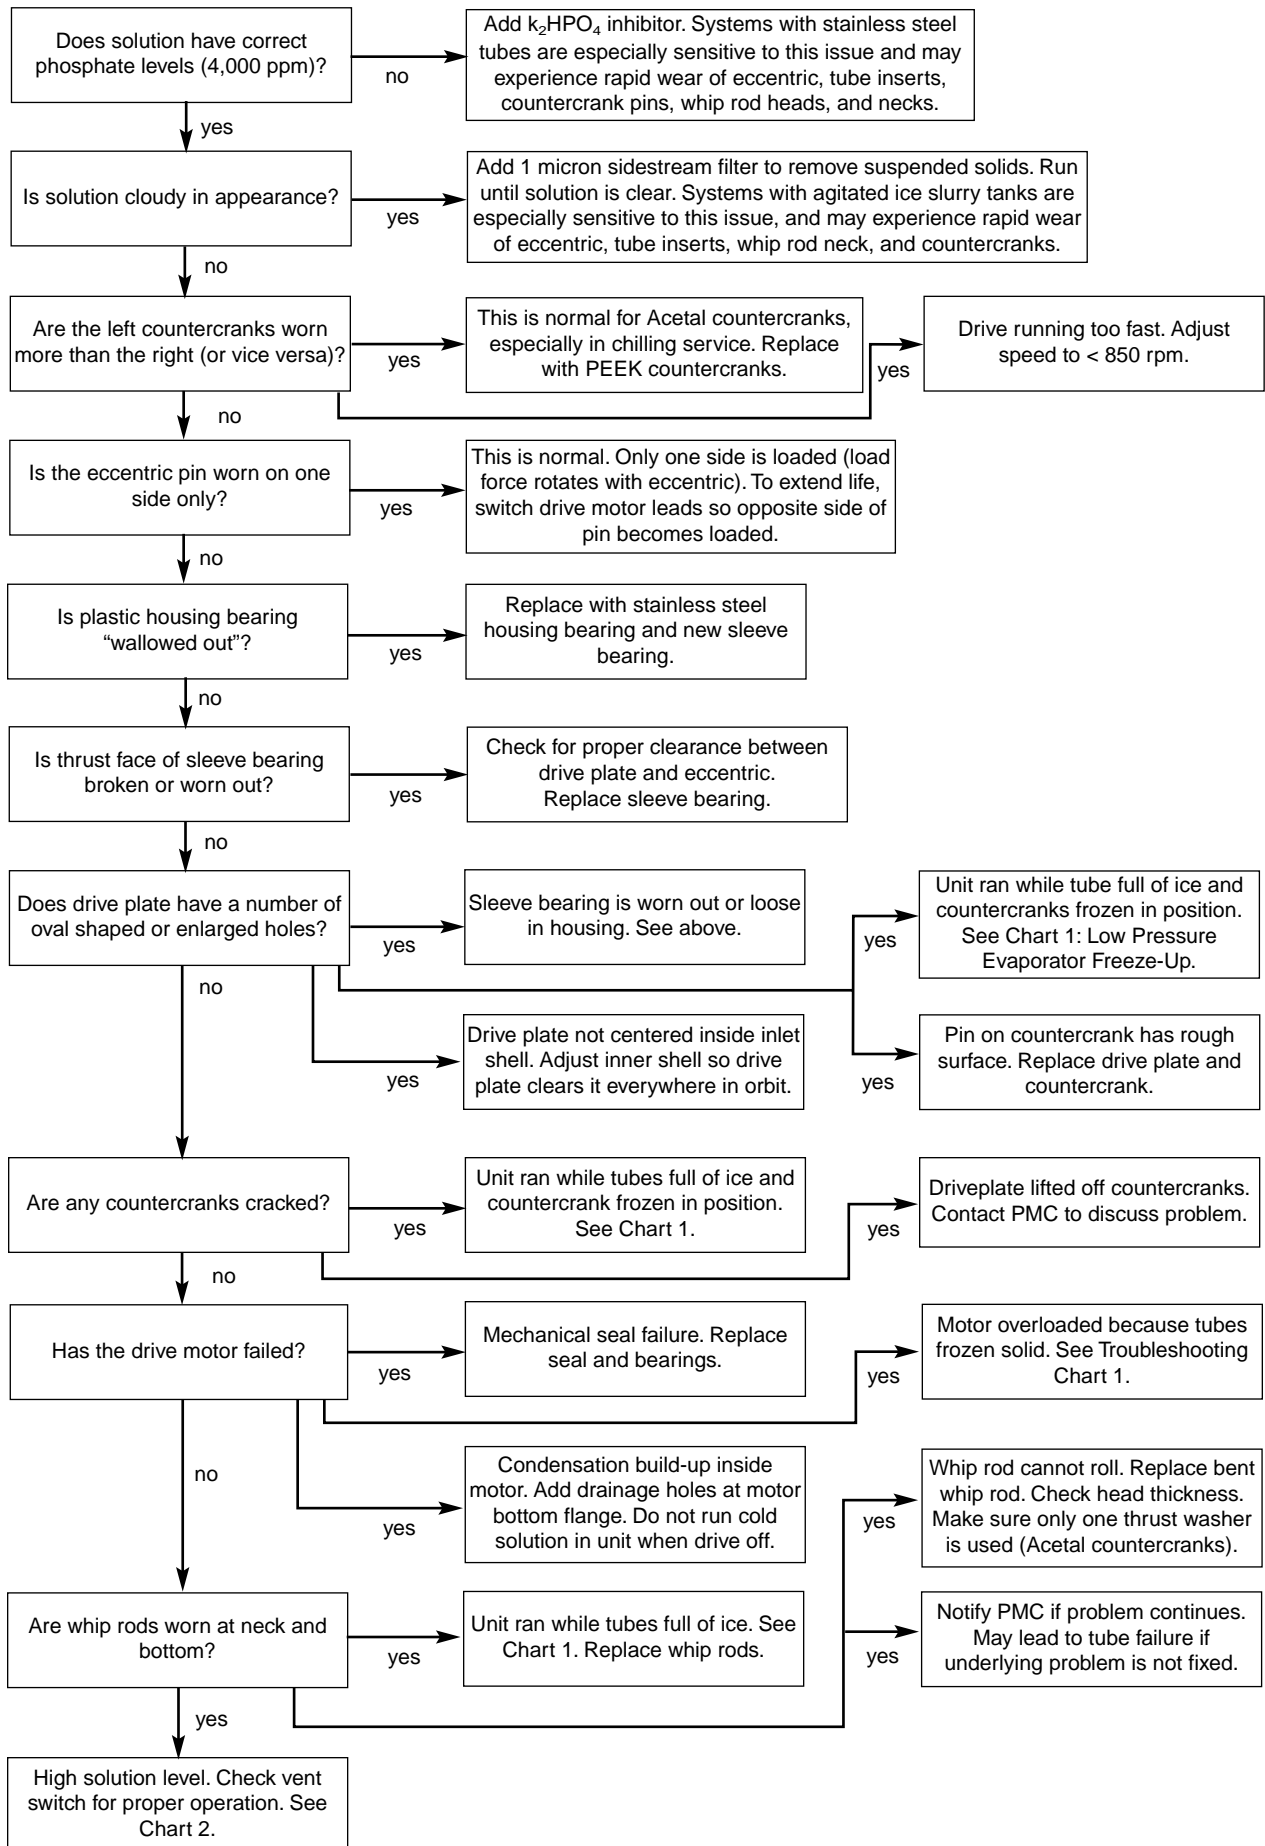 Does solution have correct
phosphate levels (4,000 ppm)?
no
Add k₂HPO₄ inhibitor. Systems with stainless steel
tubes are especially sensitive to this issue and may
experience rapid wear of eccentric, tube inserts,
countercrank pins, whip rod heads, and necks.
yes
Is solution cloudy in appearance?
yes
Add 1 micron sidestream filter to remove suspended solids. Run
until solution is clear. Systems with agitated ice slurry tanks are
especially sensitive to this issue, and may experience rapid wear
of eccentric, tube inserts, whip rod neck, and countercranks.
no
Are the left countercranks worn
more than the right (or vice versa)?
yes
This is normal for Acetal countercranks,
especially in chilling service. Replace
with PEEK countercranks.
yes
Drive running too fast. Adjust
speed to < 850 rpm.
no
Is the eccentric pin worn on one
side only?
yes
This is normal. Only one side is loaded (load
force rotates with eccentric). To extend life,
switch drive motor leads so opposite side of
pin becomes loaded.
no
Is plastic housing bearing
“wallowed out”?
yes
Replace with stainless steel
housing bearing and new sleeve
bearing.
no
Is thrust face of sleeve bearing
broken or worn out?
yes
Check for proper clearance between
drive plate and eccentric.
Replace sleeve bearing.
no
Does drive plate have a number of
oval shaped or enlarged holes?
yes
Sleeve bearing is worn out or loose
in housing. See above.
yes
Unit ran while tube full of ice and
countercranks frozen in position.
See Chart 1: Low Pressure
Evaporator Freeze-Up.
no
yes
Drive plate not centered inside inlet
shell. Adjust inner shell so drive
plate clears it everywhere in orbit.
yes
Pin on countercrank has rough
surface. Replace drive plate and
countercrank.
Are any countercranks cracked?
yes
Unit ran while tubes full of ice and
countercrank frozen in position.
See Chart 1.
yes
Driveplate lifted off countercranks.
Contact PMC to discuss problem.
no
Has the drive motor failed?
yes
Mechanical seal failure. Replace
seal and bearings.
yes
Motor overloaded because tubes
frozen solid. See Troubleshooting
Chart 1.
no
yes
Condensation build-up inside
motor. Add drainage holes at motor
bottom flange. Do not run cold
solution in unit when drive off.
yes
Whip rod cannot roll. Replace bent
whip rod. Check head thickness.
Make sure only one thrust washer
is used (Acetal countercranks).
Are whip rods worn at neck and
bottom?
yes
Unit ran while tubes full of ice. See
Chart 1. Replace whip rods.
yes
Notify PMC if problem continues.
May lead to tube failure if
underlying problem is not fixed.
yes
High solution level. Check vent
switch for proper operation. See
Chart 2.